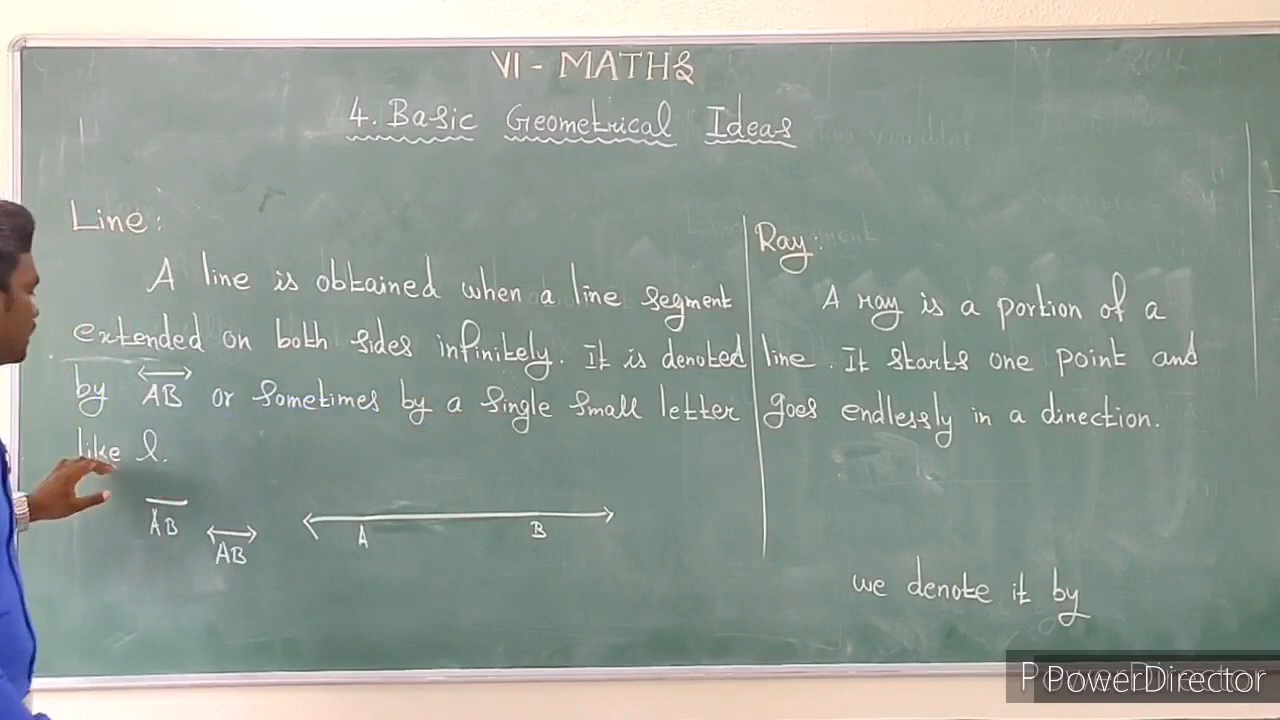 VI - MATHS
4. Basic Geometrical Ideas
Line:
A line is obtained when a line segment
extended on both sides infinitely. It is denoted
by AB or sometimes by a single small letter
like l.
AB
AB
A B
Ray:
A ray is a portion of a
line. It starts one point and
goes endlessly in a direction.
we denote it by
PowerDirector